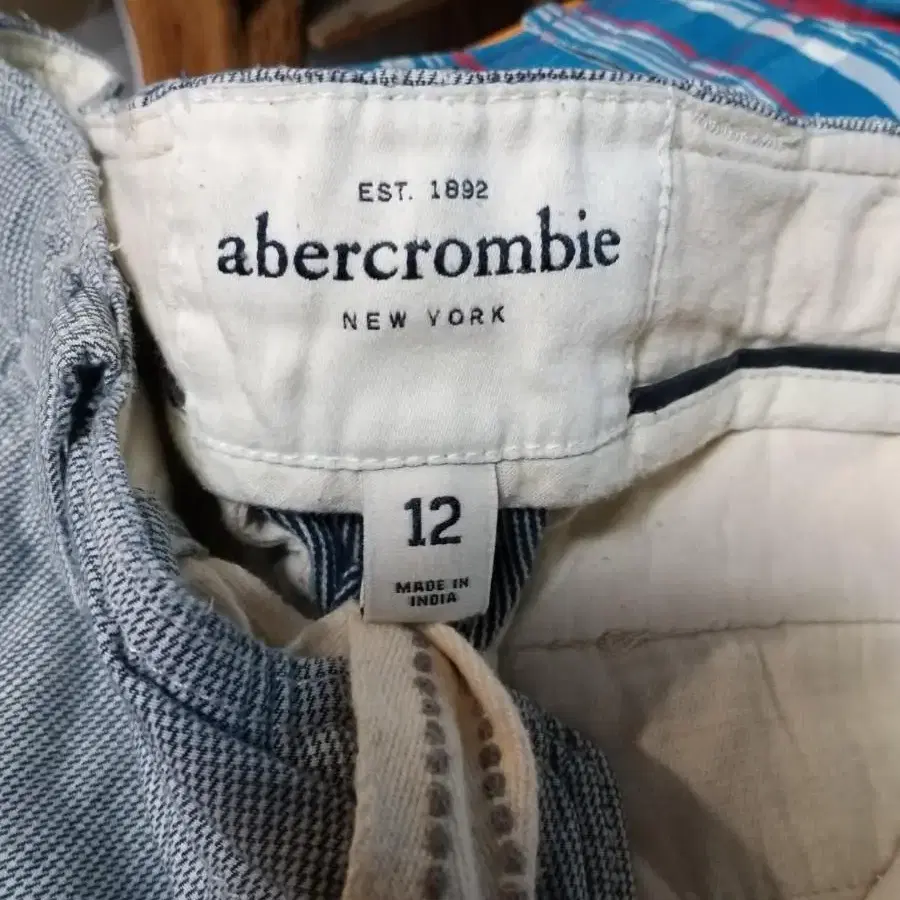 EST. 1892
abercrombie
NEW YORK
12
MADE IN
INDIA